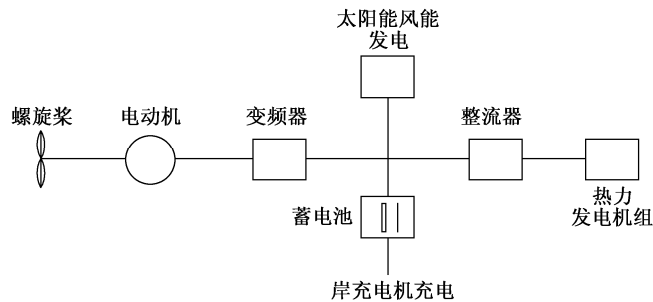 太阳能风能
发电
螺旋桨
电动机
变频器
整流器
热力
发电机组
蓄电池
岸充电机充电